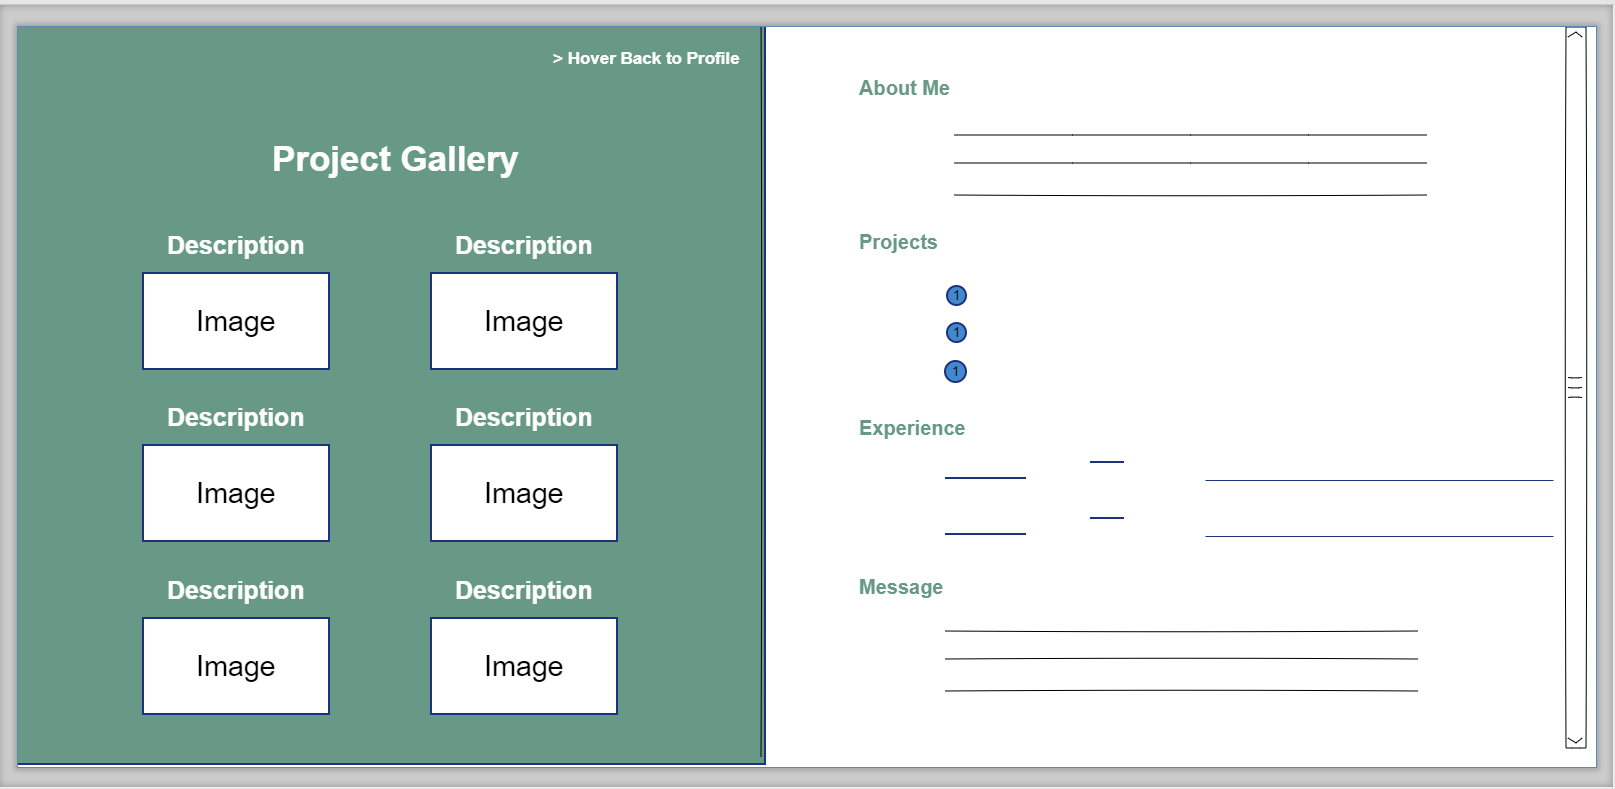 > Hover Back to Profile
Project Gallery
Description
Description
Image
Image
Description
Description
Image
Image
Description
Description
Image
Image
About Me
Projects
1
1
1
Experience
Message